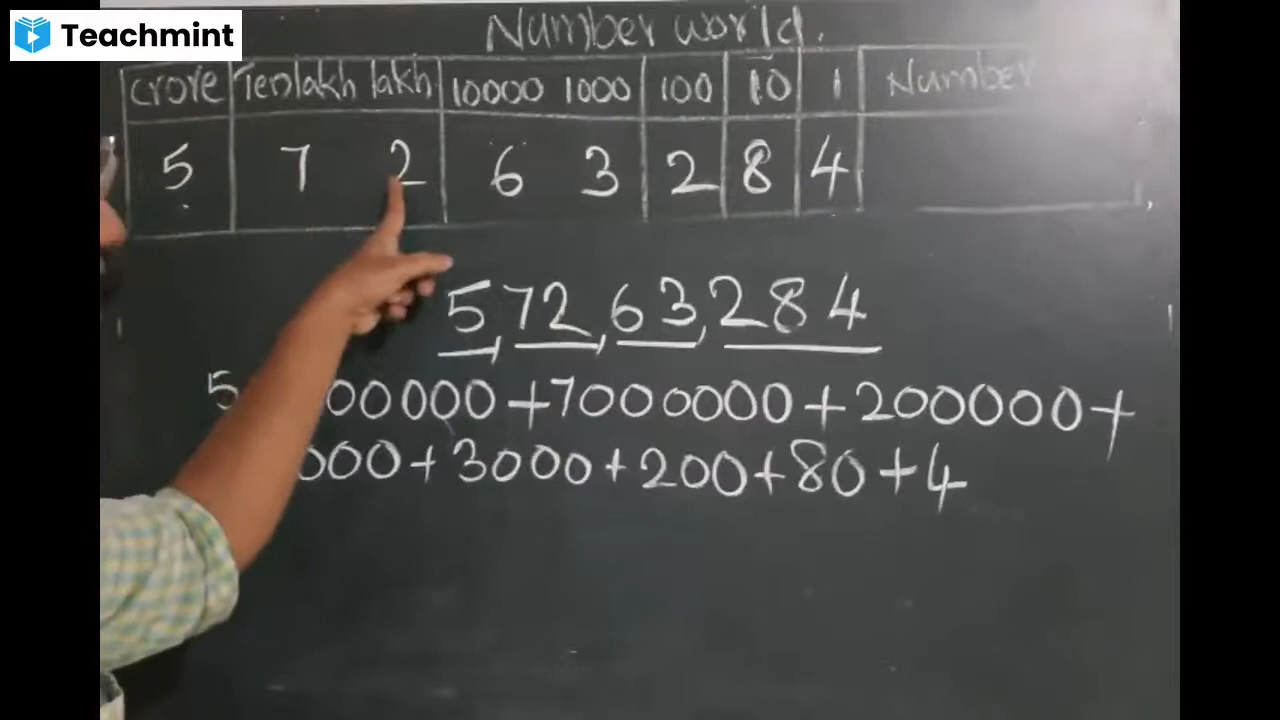 Teachmint
Number world.
crore Tenlakh lakh 10000 1000 100 10 1 Number
5 7 2 6 3 2 8 4
5,72,63,284
5 00000+7000000+200000+
000+3000+200+80+4